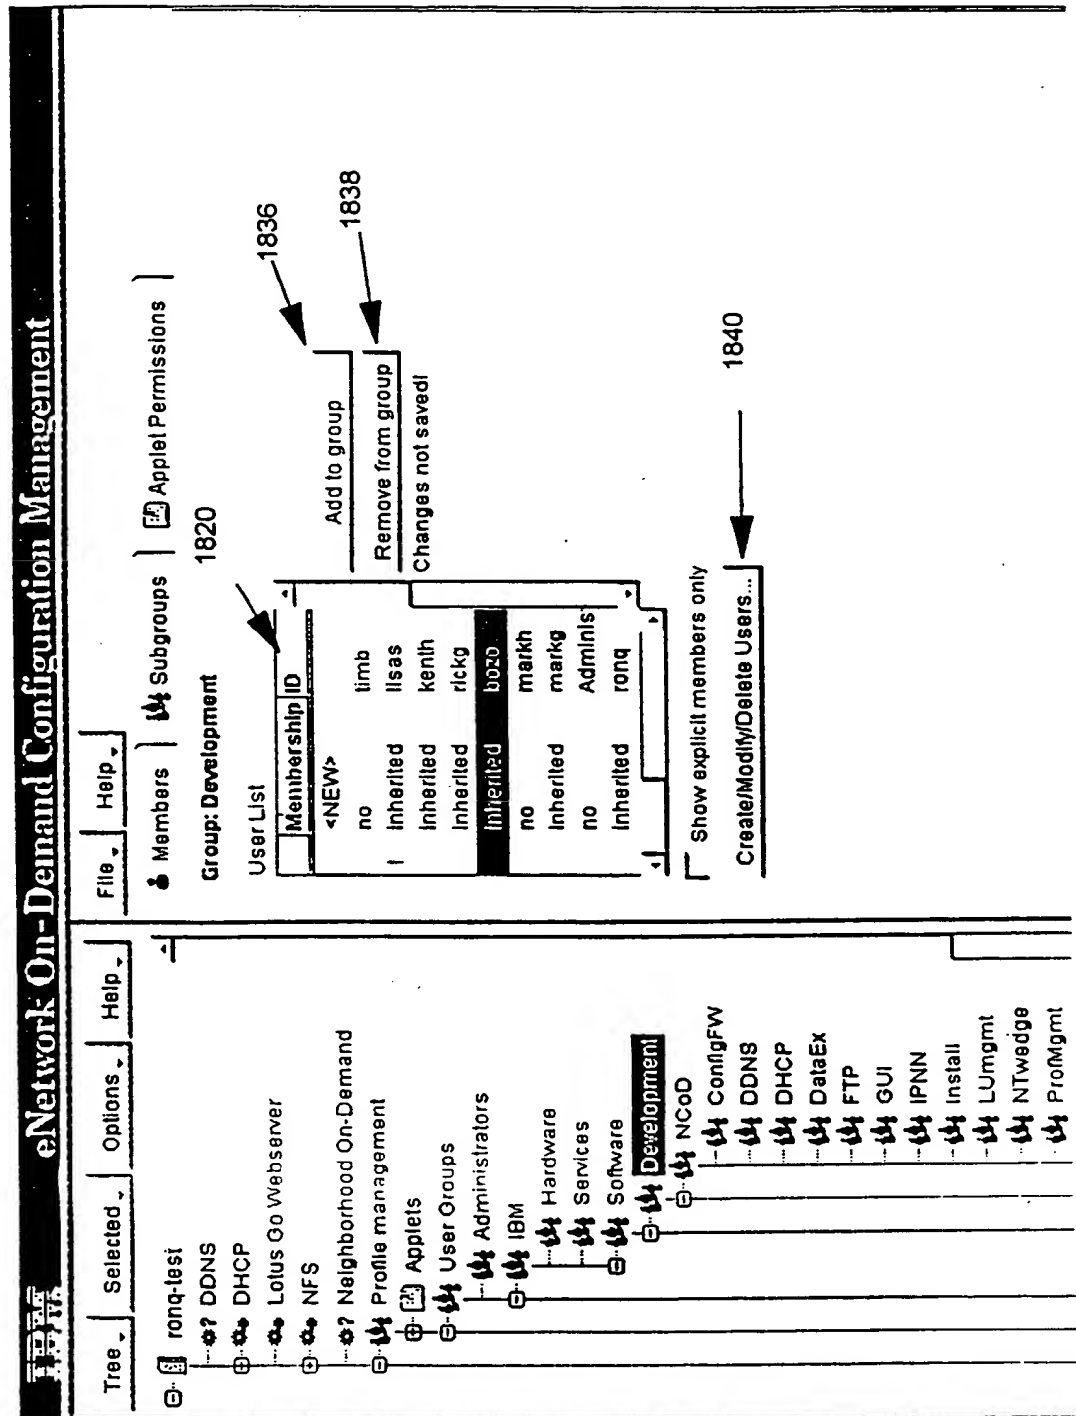 IBM eNetwork On-Demand Configuration Management
Tree Selected Options Help
ronq-test
? DDNS
DHCP
Lotus Go Webserver
NFS
? Neighborhood On-Demand
Profile management
Applets
User Groups
Administrators
IBM
Hardware
Services
Software
Development
NCoD
ConfigFW
DDNS
DHCP
DataEx
FTP
GUI
IPNN
Install
LUmgmt
NTwedge
ProfMgmt
File Help
Members Subgroups Applet Permissions
Group: Development
1820
User List
Membership ID
<NEW>
no timb
! Inherited lisas
Inherited kenth
Inherited rickg
Inherited bozo
no markh
Inherited markg
no Adminis
Inherited ronq
Add to group
1836
Remove from group
1838
Changes not saved!
Show explicit members only
Create/Modify/Delete Users...
1840